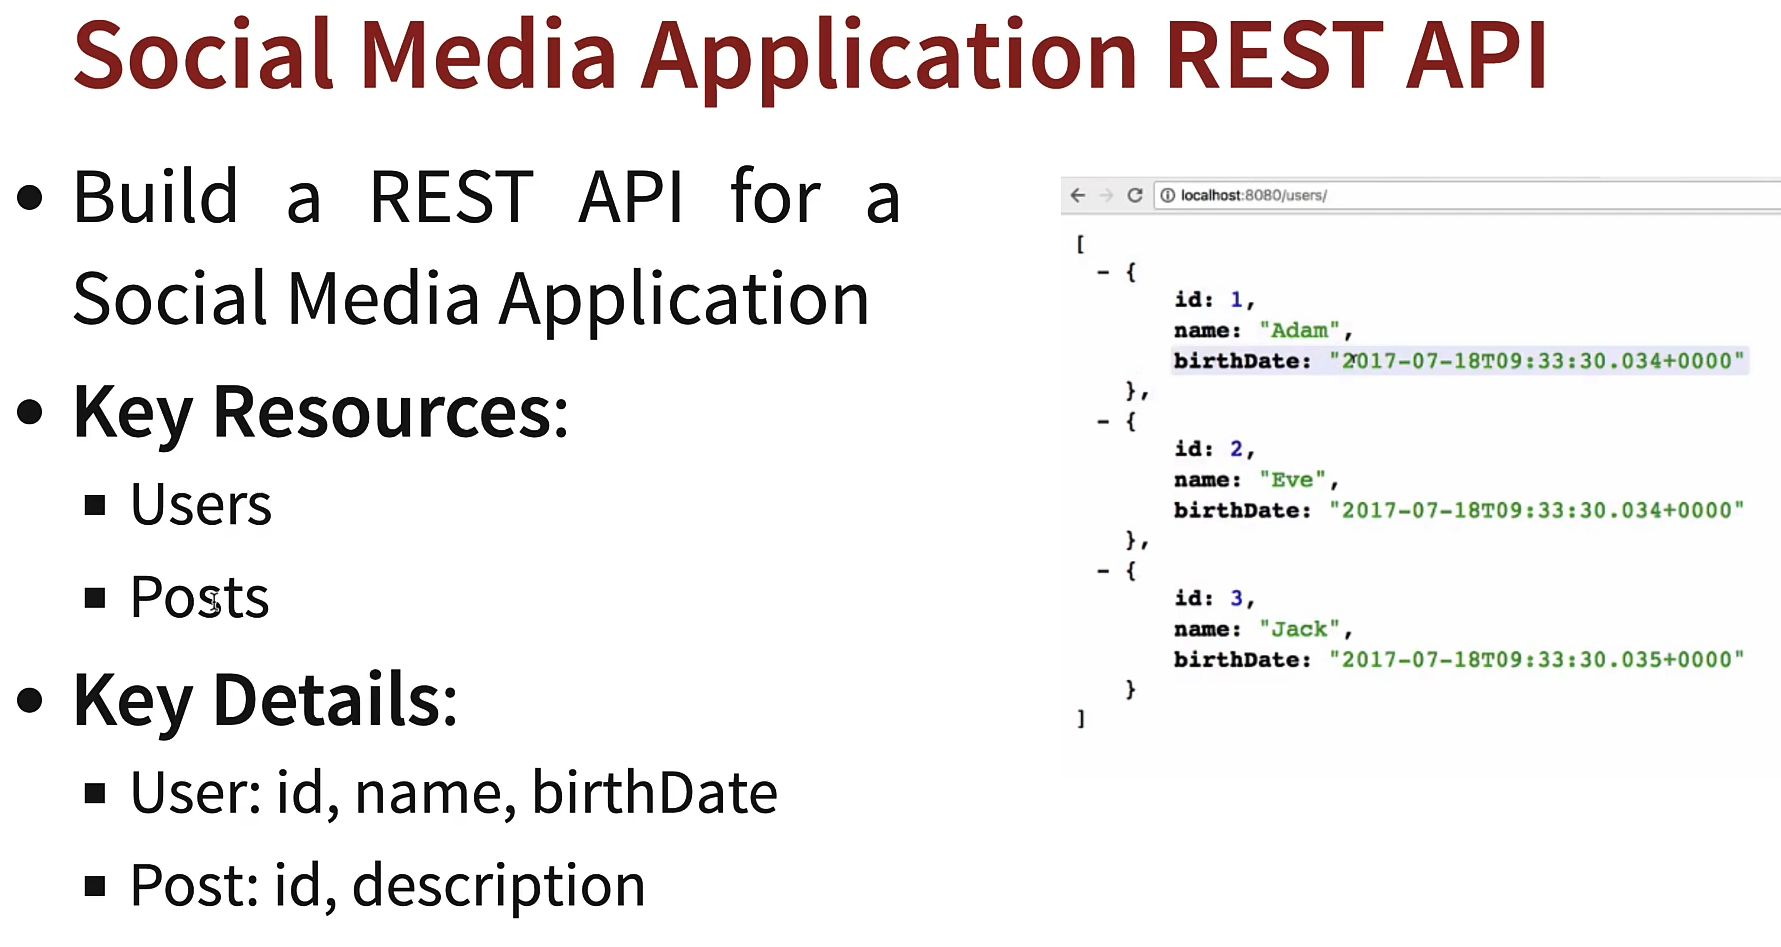 Social Media Application REST API
• Build a REST API for a
Social Media Application
• Key Resources:
▪ Users
▪ Posts
• Key Details:
▪ User: id, name, birthDate
▪ Post: id, description
localhost:8080/users/
[
- {
id: 1,
name: "Adam",
birthDate: "2017-07-18T09:33:30.034+0000"
},
- {
id: 2,
name: "Eve",
birthDate: "2017-07-18T09:33:30.034+0000"
},
- {
id: 3,
name: "Jack",
birthDate: "2017-07-18T09:33:30.035+0000"
}
]